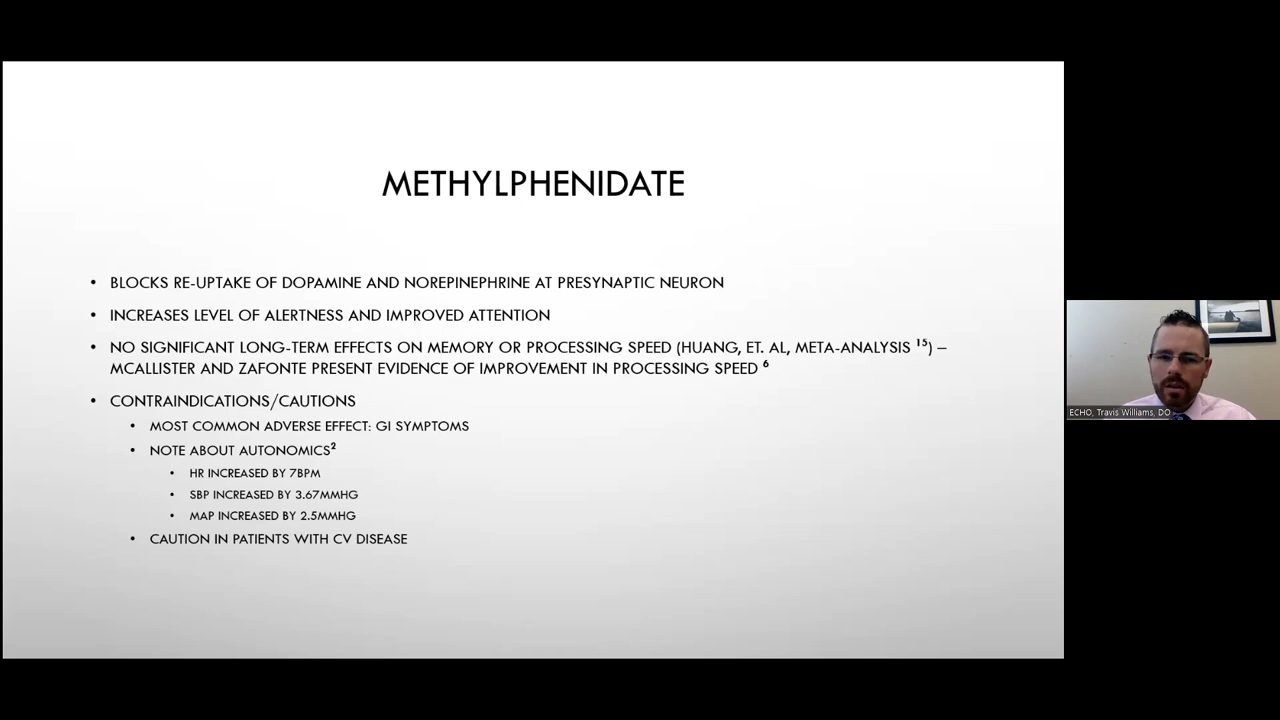 METHYLPHENIDATE
• BLOCKS RE-UPTAKE OF DOPAMINE AND NOREPINEPHRINE AT PRESYNAPTIC NEURON
• INCREASES LEVEL OF ALERTNESS AND IMPROVED ATTENTION
• NO SIGNIFICANT LONG-TERM EFFECTS ON MEMORY OR PROCESSING SPEED (HUANG, ET. AL, META-ANALYSIS ¹⁵) –
MCALLISTER AND ZAFONTE PRESENT EVIDENCE OF IMPROVEMENT IN PROCESSING SPEED ⁶
• CONTRAINDICATIONS/CAUTIONS
• MOST COMMON ADVERSE EFFECT: GI SYMPTOMS
• NOTE ABOUT AUTONOMICS²
• HR INCREASED BY 7BPM
• SBP INCREASED BY 3.67MMHG
• MAP INCREASED BY 2.5MMHG
• CAUTION IN PATIENTS WITH CV DISEASE
ECHO, Travis Williams, DO